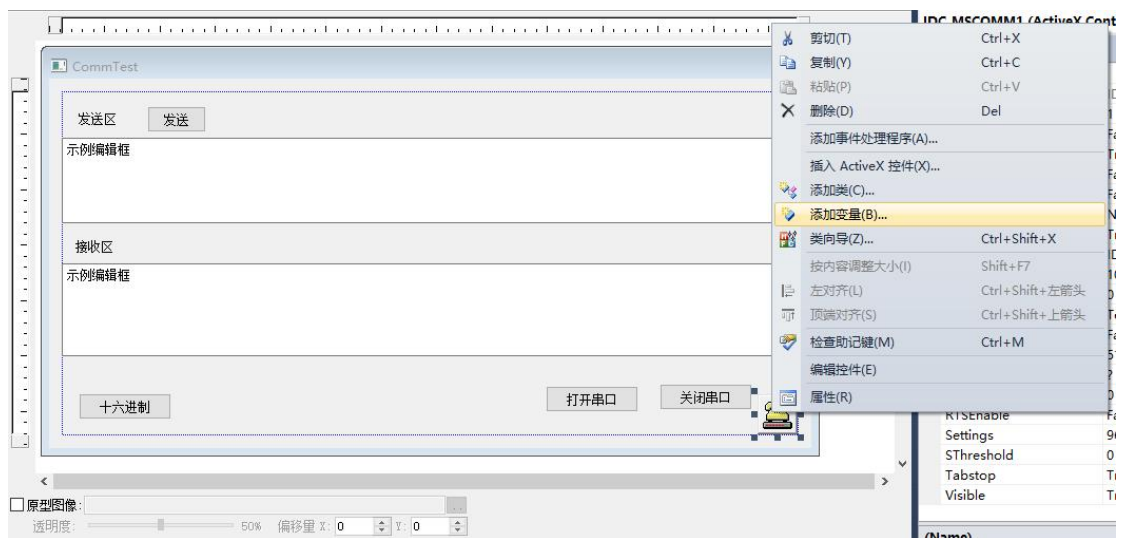 IDC_MSCOMM1 (ActiveX Cont
剪切(T) Ctrl+X
CommTest
复制(Y) Ctrl+C
粘贴(P) Ctrl+V
发送区 发送
删除(D) Del
添加事件处理程序(A)...
示例编辑框
插入 ActiveX 控件(X)...
添加类(C)...
添加变量(B)...
接收区
类向导(Z)... Ctrl+Shift+X
按内容调整大小(I) Shift+F7
示例编辑框
左对齐(L) Ctrl+Shift+左箭头
顶端对齐(S) Ctrl+Shift+上箭头
检查助记键(M) Ctrl+M
编辑控件(E)
属性(R)
十六进制 打开串口 关闭串口
RTSEnable Fa
Settings 96
SThreshold 0
Tabstop Tr
Visible Tr
原型图像:
透明度: 50% 偏移量 X: 0 Y: 0
(Name)